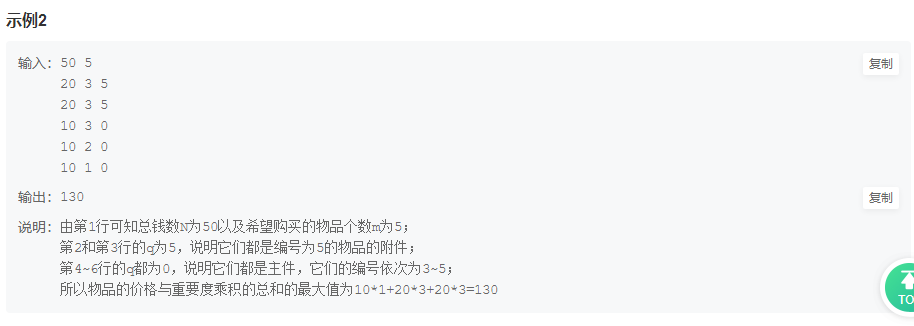 示例2
输入: 50 5
复制
20 3 5
20 3 5
10 3 0
10 2 0
10 1 0
输出: 130
复制
说明: 由第1行可知总钱数N为50以及希望购买的物品个数m为5;
第2和第3行的q为5，说明它们都是编号为5的物品的附件;
第4~6行的q都为0，说明它们都是主件，它们的编号依次为3~5;
所以物品的价格与重要度乘积的总和的最大值为10*1+20*3+20*3=130